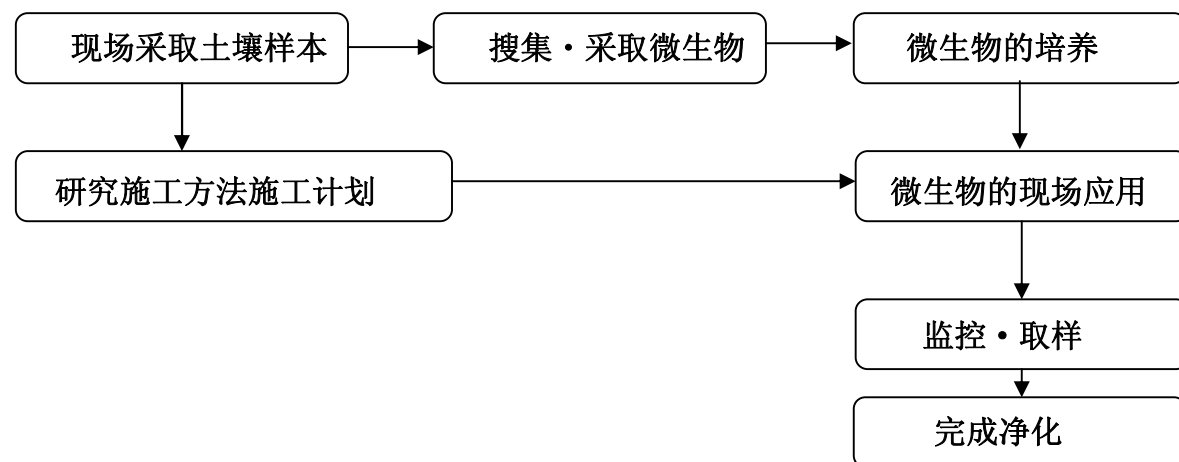 现场采取土壤样本
搜集·采取微生物
微生物的培养
研究施工方法施工计划
微生物的现场应用
监控·取样
完成净化